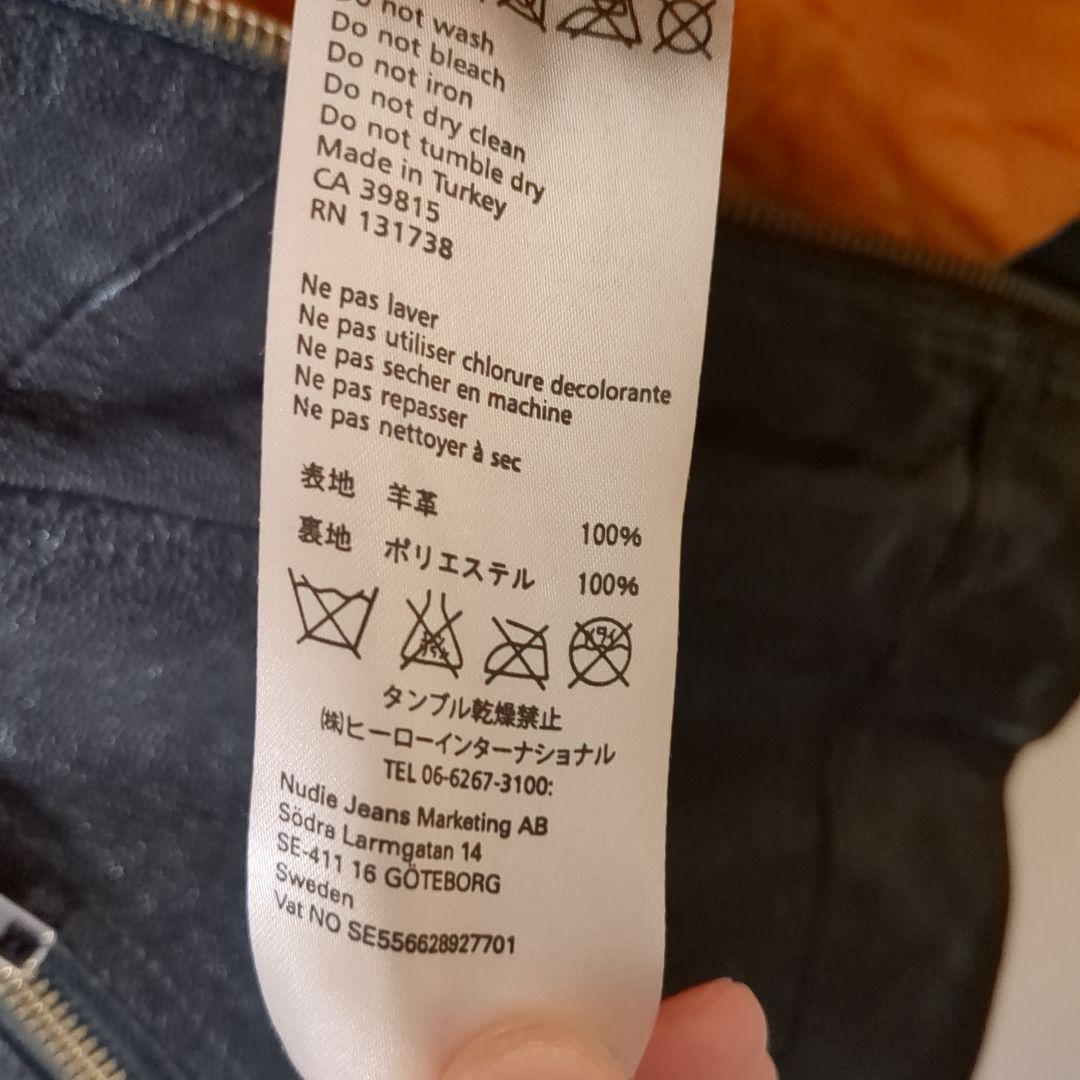 Do not wash
Do not bleach
Do not iron
Do not dry clean
Do not tumble dry
Made in Turkey
CA 39815
RN 131738
Ne pas laver
Ne pas utiliser chlorure decolorante
Ne pas secher en machine
Ne pas repasser
Ne pas nettoyer à sec
表地 羊革 100%
裏地 ポリエステル 100%
タンブル乾燥禁止
㈱ヒーローインターナショナル
TEL 06-6267-3100:
Nudie Jeans Marketing AB
Södra Larmgatan 14
SE-411 16 GÖTEBORG
Sweden
Vat NO SE556628927701